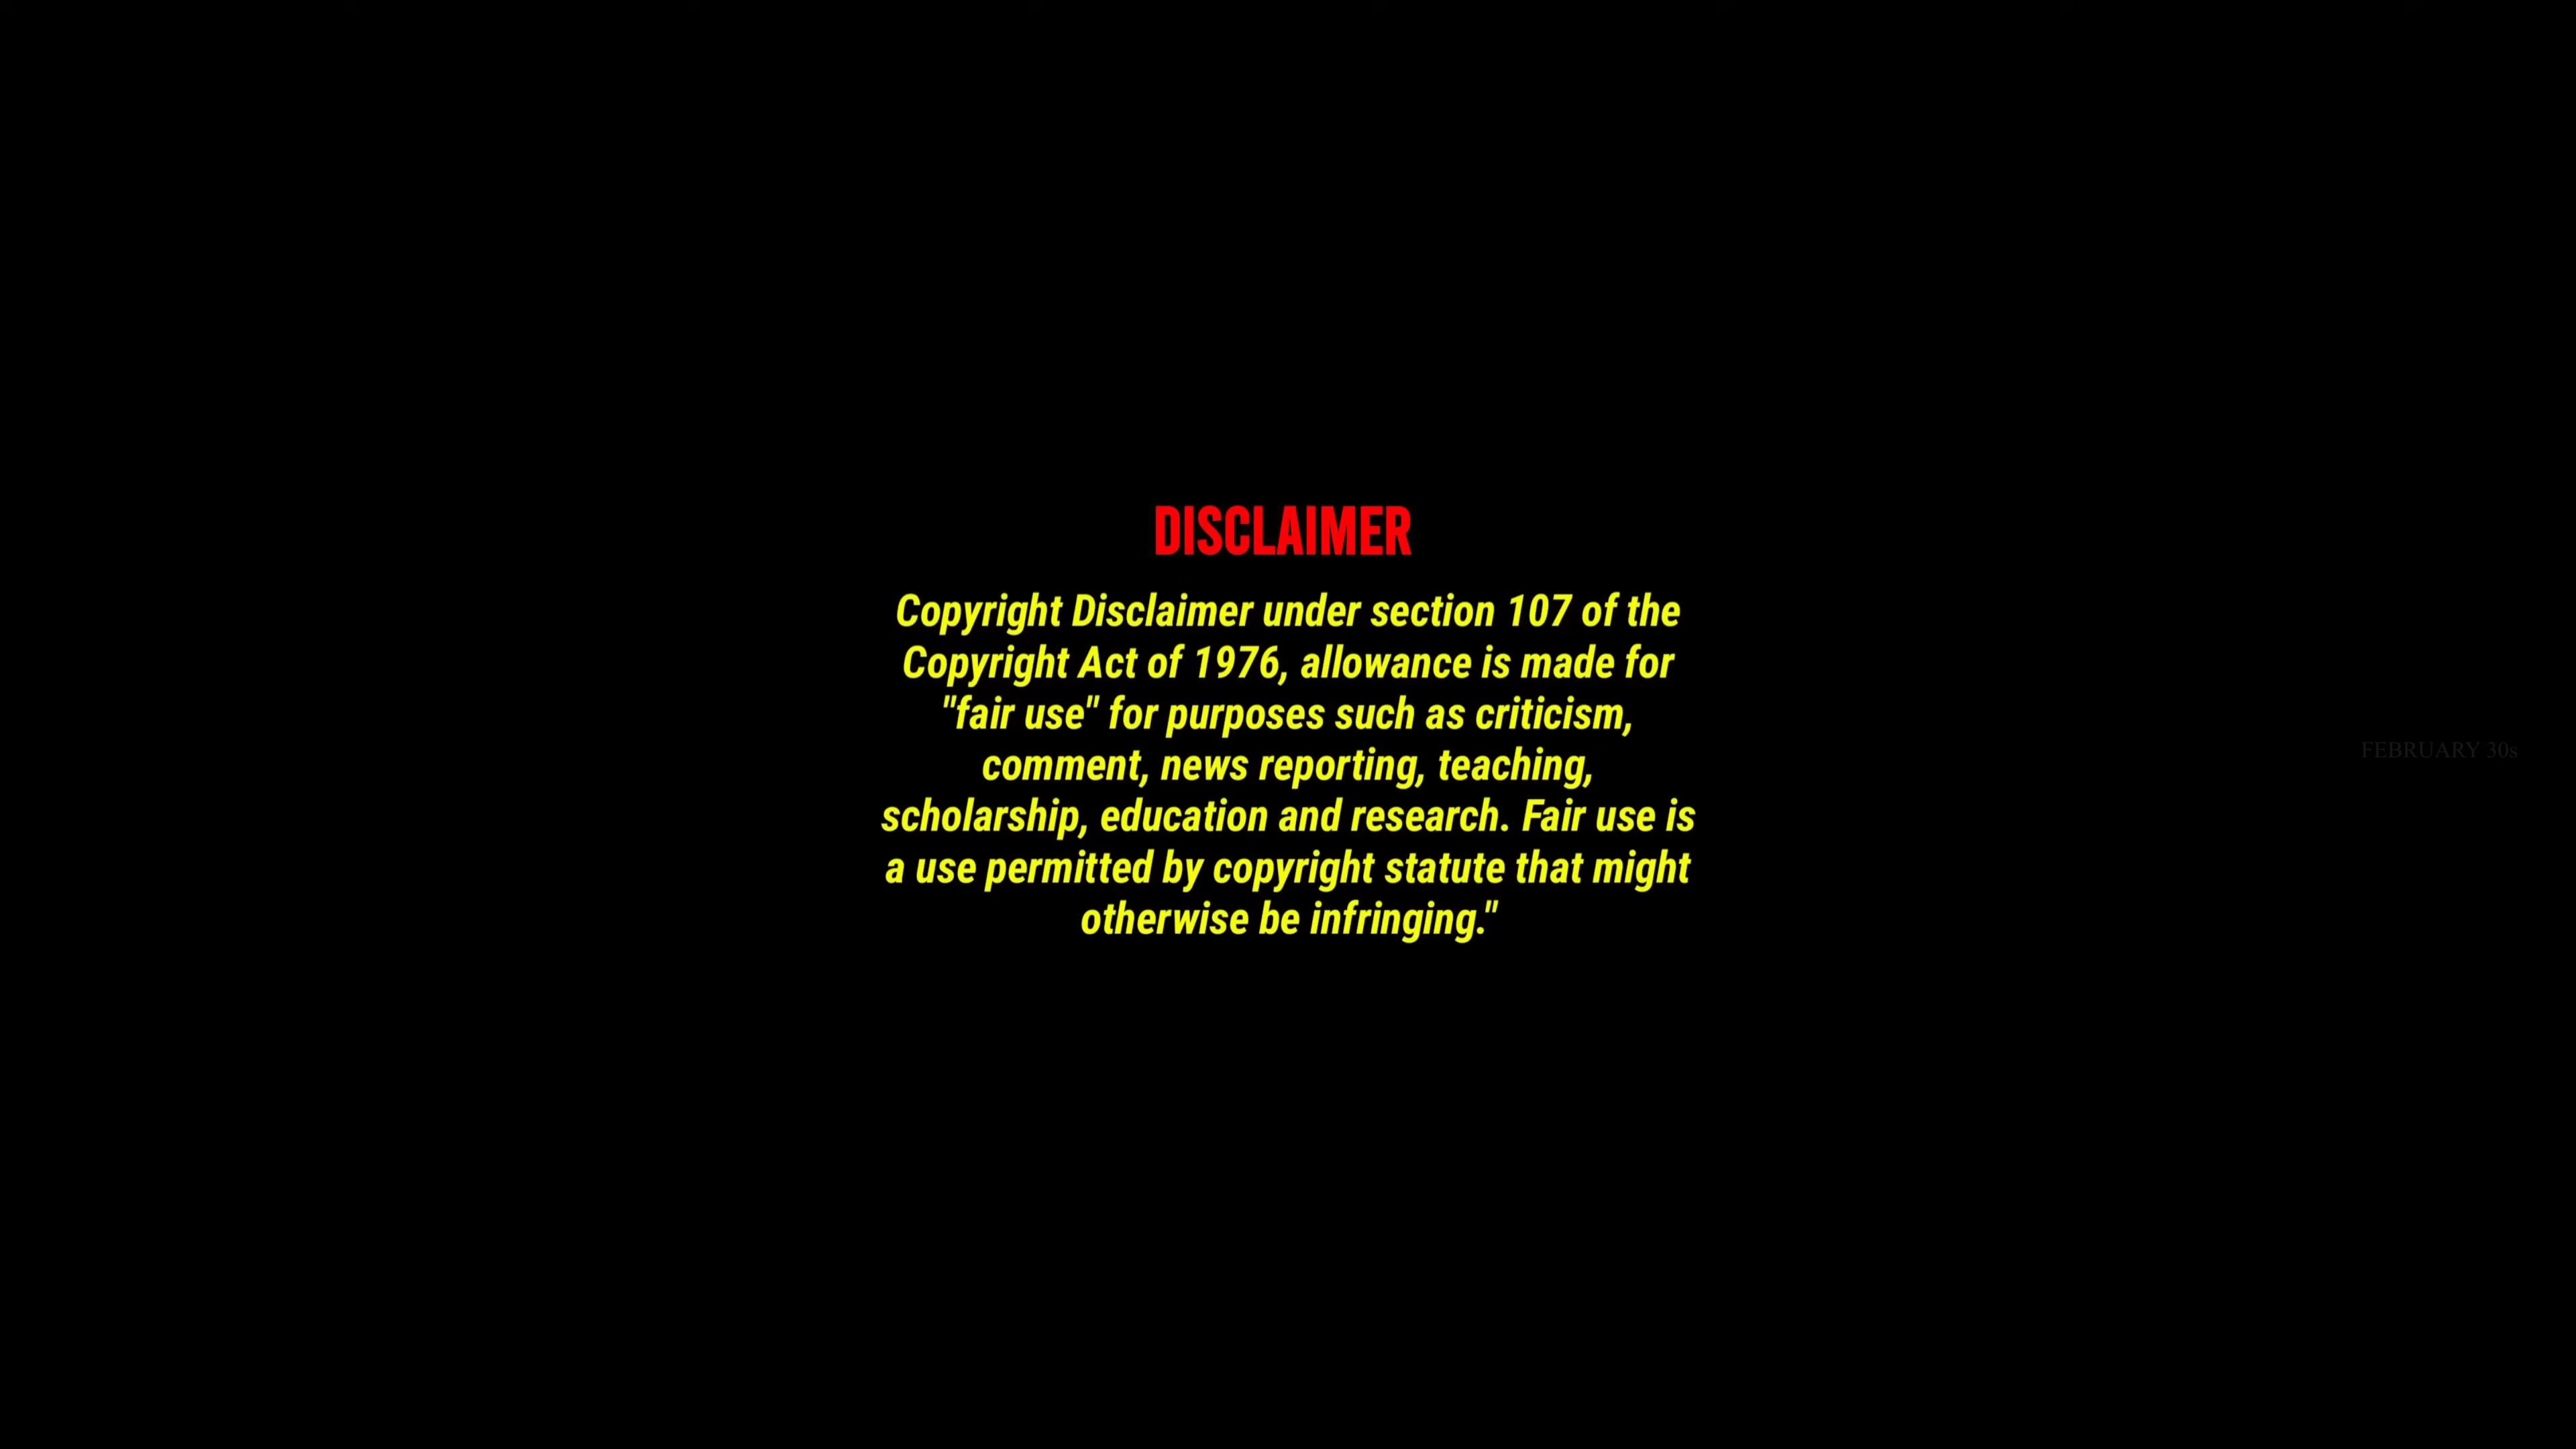 DISCLAIMER
Copyright Disclaimer under section 107 of the
Copyright Act of 1976, allowance is made for
"fair use" for purposes such as criticism,
comment, news reporting, teaching,
scholarship, education and research. Fair use is
a use permitted by copyright statute that might
otherwise be infringing."
FEBRUARY 30s